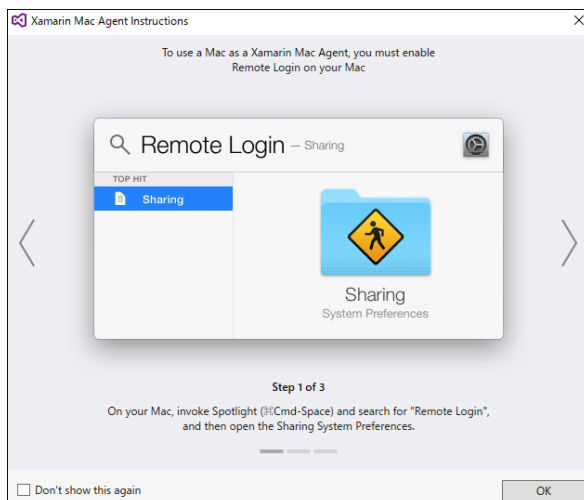 Xamarin Mac Agent Instructions
To use a Mac as a Xamarin Mac Agent, you must enable
Remote Login on your Mac
Remote Login – Sharing
TOP HIT
Sharing
Sharing
System Preferences
Step 1 of 3
On your Mac, invoke Spotlight (⌘Cmd-Space) and search for "Remote Login",
and then open the Sharing System Preferences.
Don't show this again
OK